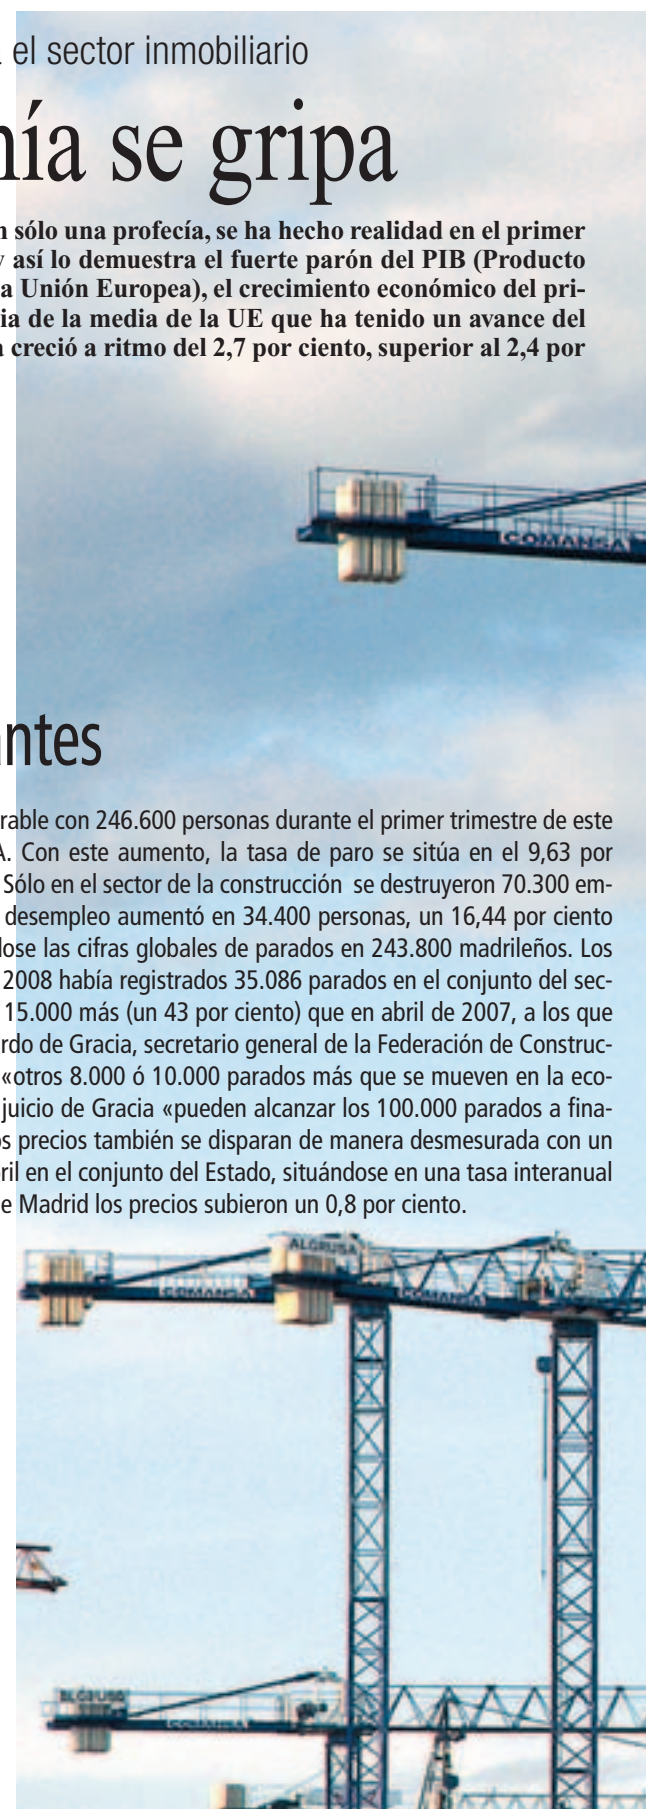 el sector inmobiliario
nía se gripa
sólo una profecía, se ha hecho realidad en el primer
y así lo demuestra el fuerte parón del PIB (Producto
a Unión Europea), el crecimiento económico del pri-
ia de la media de la UE que ha tenido un avance del
creció a ritmo del 2,7 por ciento, superior al 2,4 por
COMANSA
antes
rable con 246.600 personas durante el primer trimestre de este
A. Con este aumento, la tasa de paro se sitúa en el 9,63 por
Sólo en el sector de la construcción se destruyeron 70.300 em-
desempleo aumentó en 34.400 personas, un 16,44 por ciento
dose las cifras globales de parados en 243.800 madrileños. Los
2008 había registrados 35.086 parados en el conjunto del sec-
15.000 más (un 43 por ciento) que en abril de 2007, a los que
rdo de Gracia, secretario general de la Federación de Construc-
«otros 8.000 ó 10.000 parados más que se mueven en la eco-
juicio de Gracia «pueden alcanzar los 100.000 parados a fina-
os precios también se disparan de manera desmesurada con un
bril en el conjunto del Estado, situándose en una tasa interanual
e Madrid los precios subieron un 0,8 por ciento.
ALGRUSA
COMANSA COMANSA
ALGRUSA
COMANSA